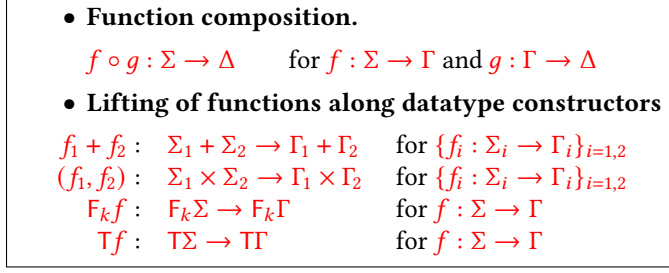 • Function composition.
f ∘ g : Σ → Δ for f : Σ → Γ and g : Γ → Δ
• Lifting of functions along datatype constructors
f₁ + f₂ : Σ₁ + Σ₂ → Γ₁ + Γ₂ for {fᵢ : Σᵢ → Γᵢ}ᵢ₌₁,₂
(f₁, f₂) : Σ₁ × Σ₂ → Γ₁ × Γ₂ for {fᵢ : Σᵢ → Γᵢ}ᵢ₌₁,₂
Fₖf : FₖΣ → FₖΓ for f : Σ → Γ
Tf : TΣ → TΓ for f : Σ → Γ